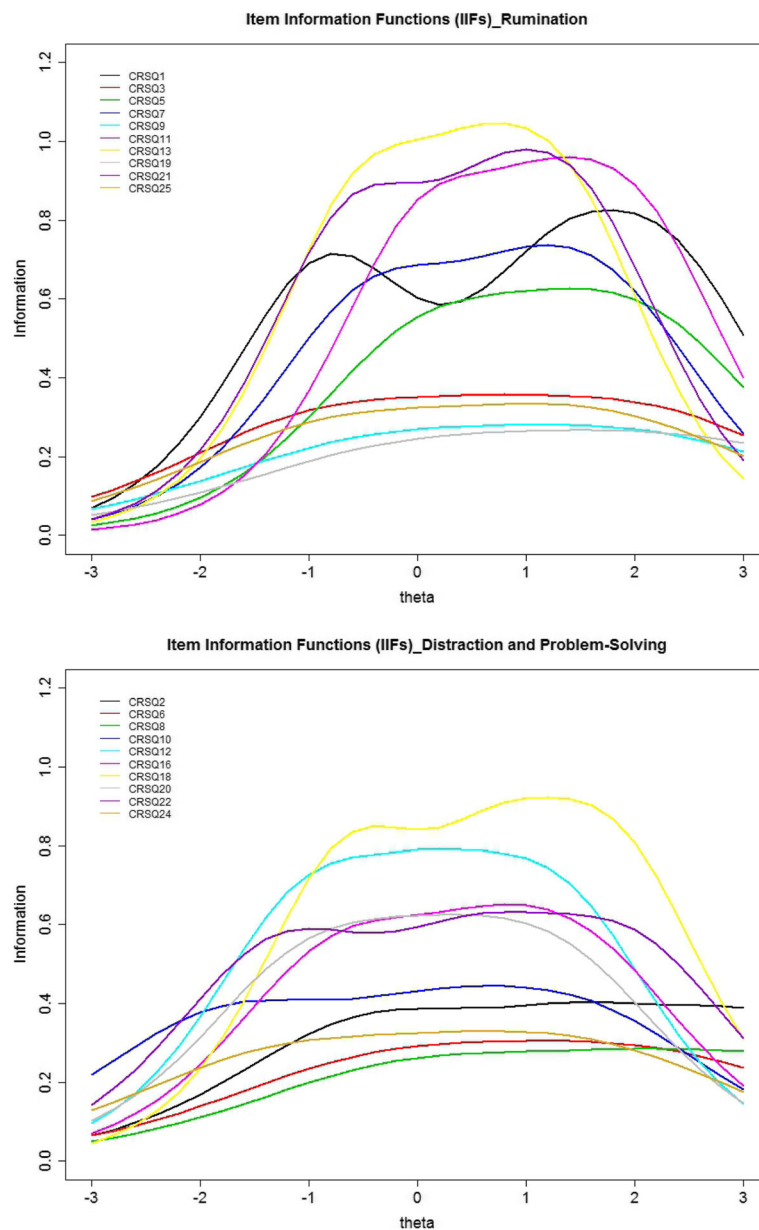 Item Information Functions (IIFs)_Rumination
1.2
1.0
0.8
0.6
0.4
0.2
0.0
Information
CRSQ1
CRSQ3
CRSQ5
CRSQ7
CRSQ9
CRSQ11
CRSQ13
CRSQ19
CRSQ21
CRSQ25
-3 -2 -1 0 1 2 3
theta
Item Information Functions (IIFs)_Distraction and Problem-Solving
1.2
1.0
0.8
0.6
0.4
0.2
0.0
Information
CRSQ2
CRSQ6
CRSQ8
CRSQ10
CRSQ12
CRSQ16
CRSQ18
CRSQ20
CRSQ22
CRSQ24
-3 -2 -1 0 1 2 3
theta